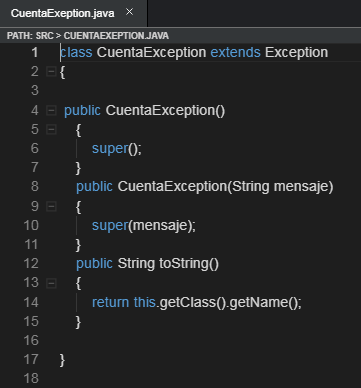 CuentaExeption.java ×
PATH: SRC > CUENTAEXCEPTION.JAVA
1 class CuentaException extends Exception
2 {
3
4 public CuentaException()
5 {
6 super();
7 }
8 public CuentaException(String mensaje)
9 {
10 super(mensaje);
11 }
12 public String toString()
13 {
14 return this.getClass().getName();
15 }
16
17 }
18